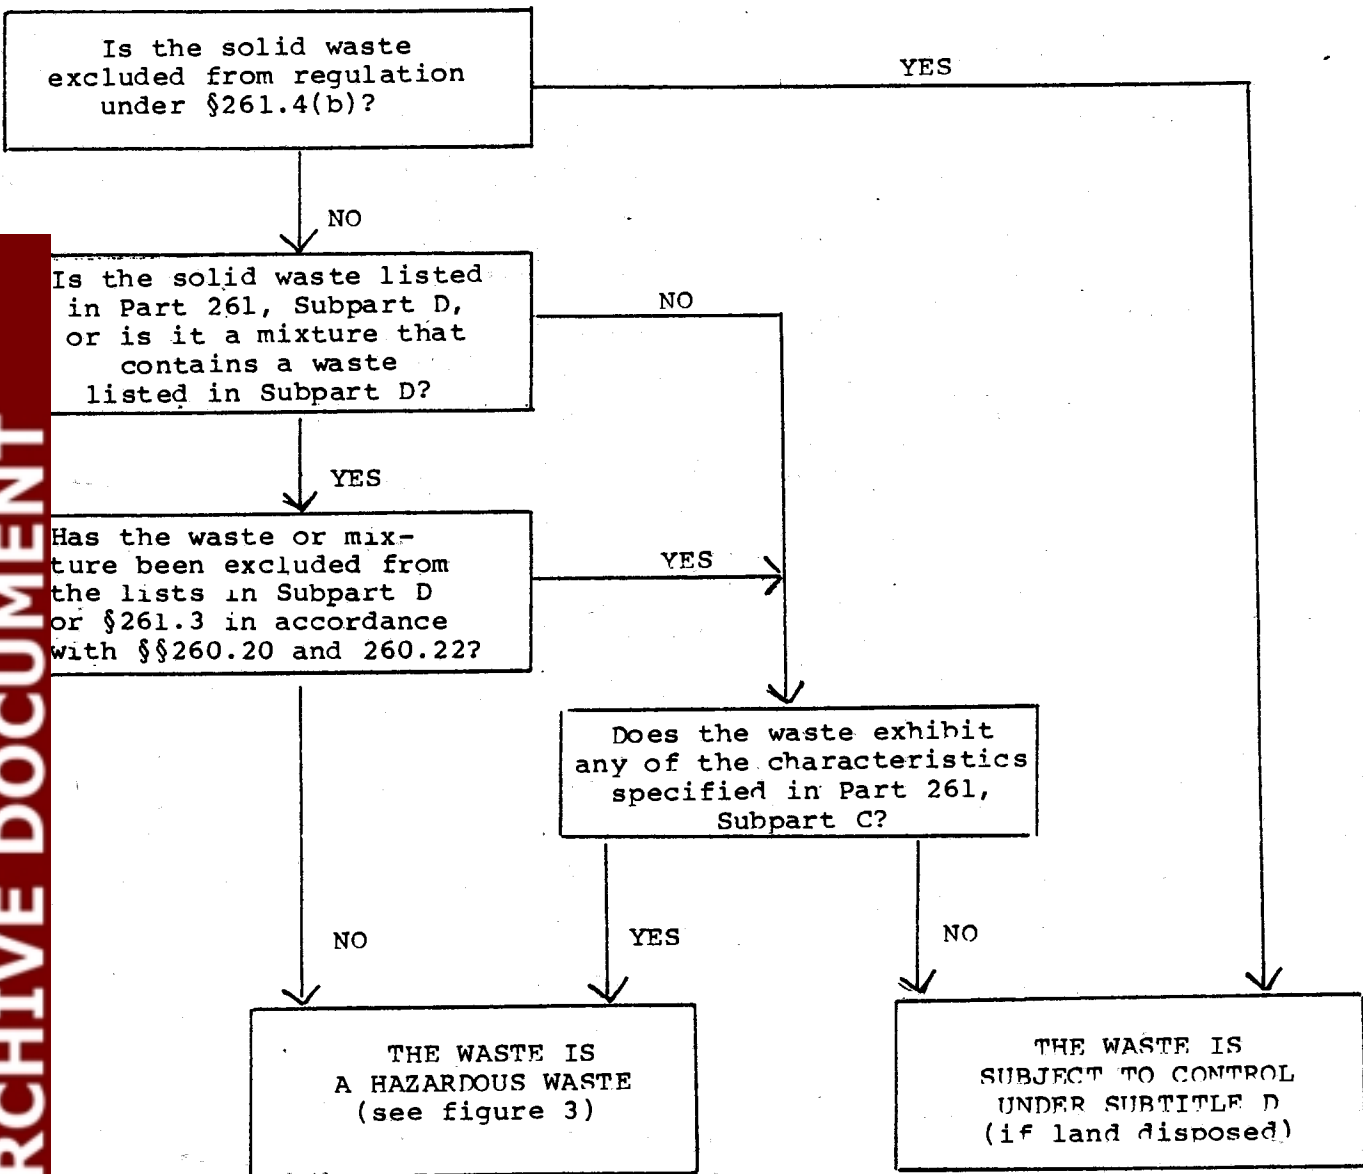 Is the solid waste
excluded from regulation
under §261.4(b)?
YES
NO
Is the solid waste listed
in Part 261, Subpart D,
or is it a mixture that
contains a waste
listed in Subpart D?
NO
YES
Has the waste or mix-
ture been excluded from
the lists in Subpart D
or §261.3 in accordance
with §§260.20 and 260.22?
YES
Does the waste exhibit
any of the characteristics
specified in Part 261,
Subpart C?
NO
YES
NO
THE WASTE IS
A HAZARDOUS WASTE
(see figure 3)
THE WASTE IS
SUBJECT TO CONTROL
UNDER SUBTITLE D
(if land disposed)
RCHIVE DOCUMENT